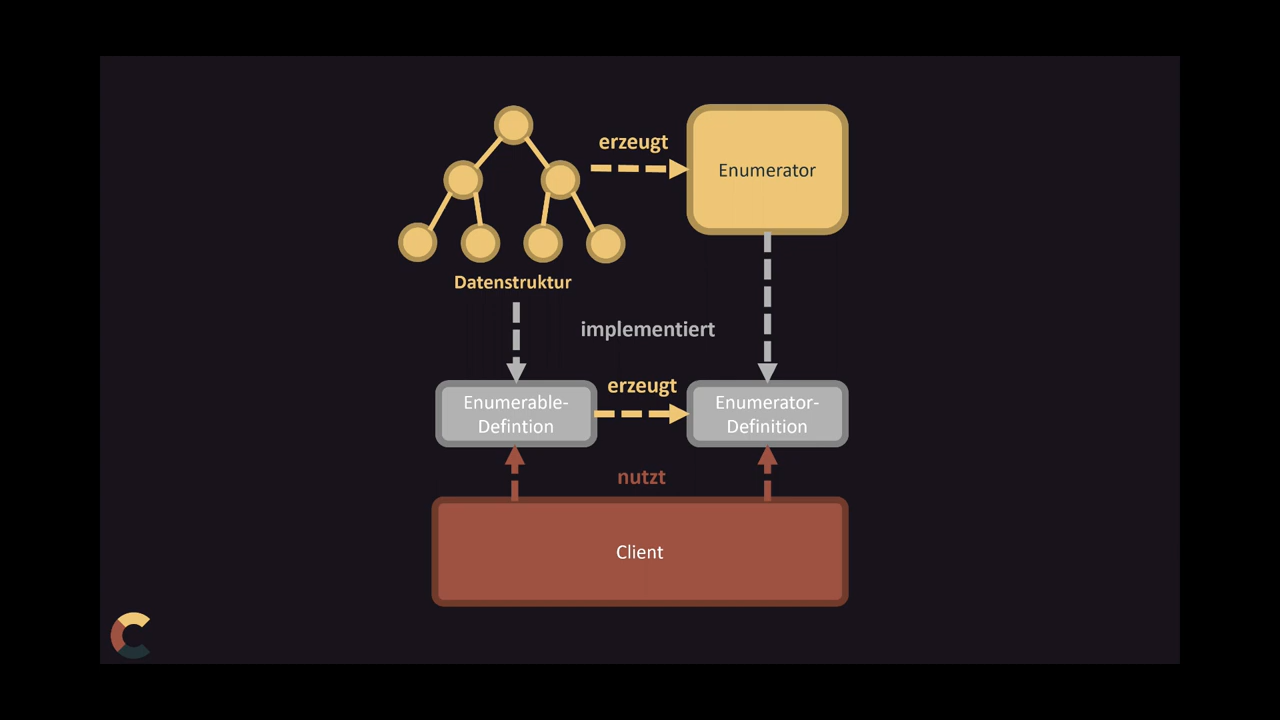 erzeugt
Enumerator
Datenstruktur
implementiert
erzeugt
Enumerable-
Defintion
Enumerator-
Definition
nutzt
Client